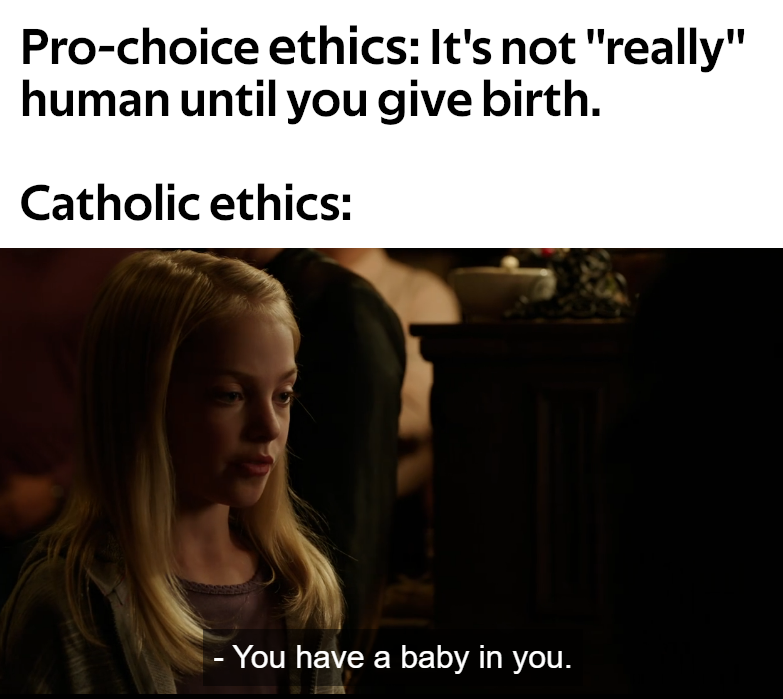 Pro-choice ethics: It's not "really"
human until you give birth.
Catholic ethics:
- You have a baby in you.